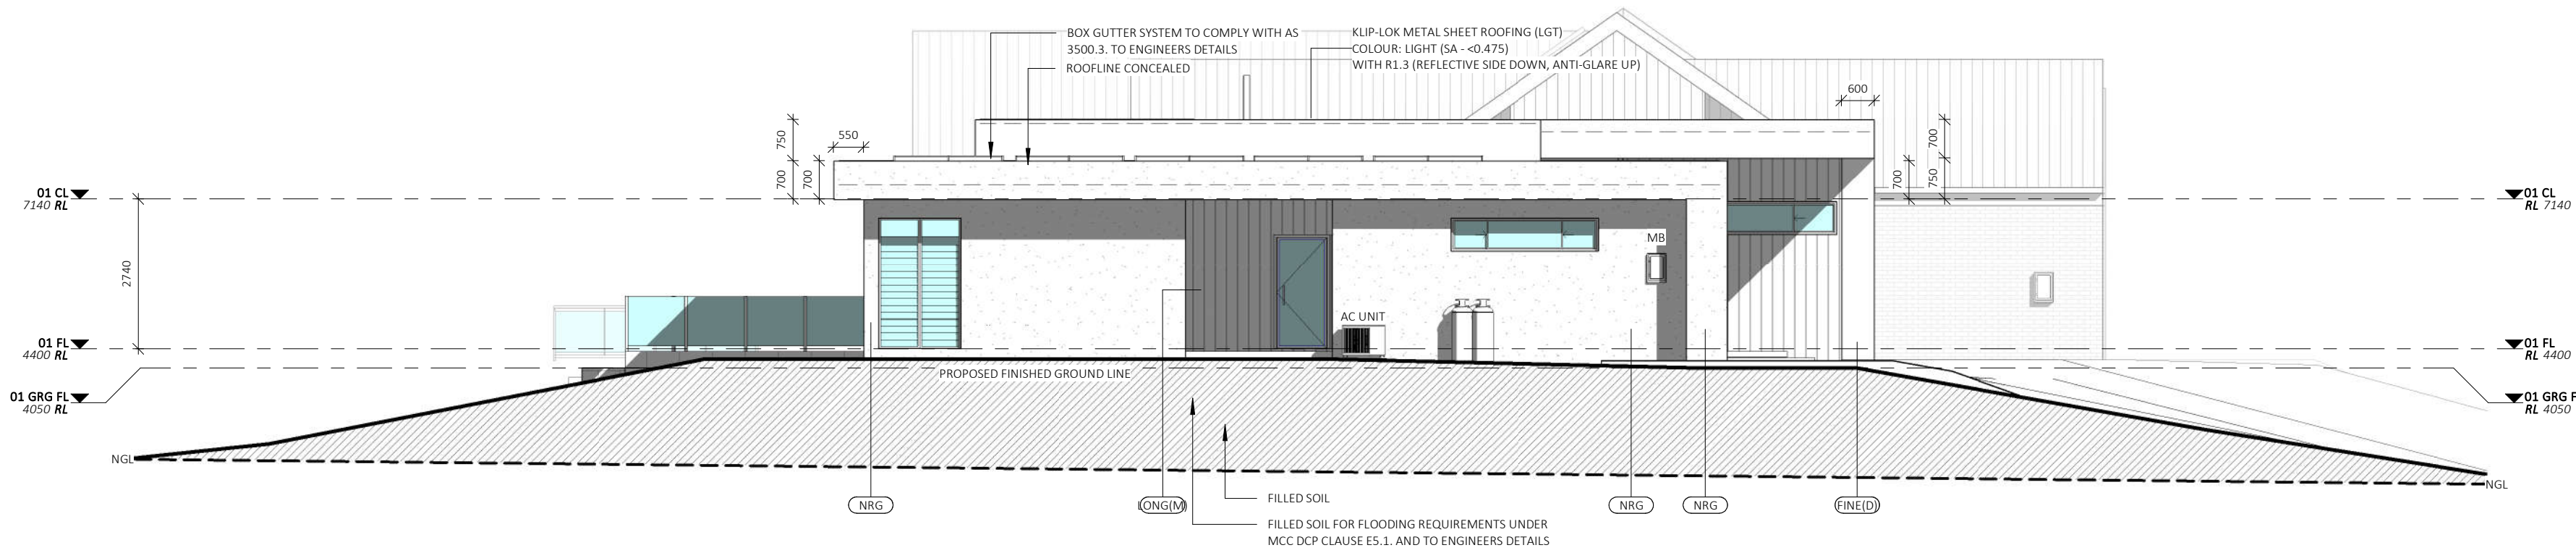 BOX GUTTER SYSTEM TO COMPLY WITH AS
3500.3. TO ENGINEERS DETAILS
ROOFLINE CONCEALED
KLIP-LOK METAL SHEET ROOFING (LGT)
COLOUR: LIGHT (SA - <0.475)
WITH R1.3 (REFLECTIVE SIDE DOWN, ANTI-GLARE UP)
600
550
750
700
700
700
750
700
01 CL
7140 RL
01 CL
RL 7140
2740
MB
AC UNIT
01 FL
4400 RL
01 FL
RL 4400
PROPOSED FINISHED GROUND LINE
01 GRG FL
4050 RL
01 GRG F
RL 4050
NGL
NGL
NRG
LONG(M)
NRG
NRG
FINE(D)
FILLED SOIL
FILLED SOIL FOR FLOODING REQUIREMENTS UNDER
MCC DCP CLAUSE E5.1. AND TO ENGINEERS DETAILS